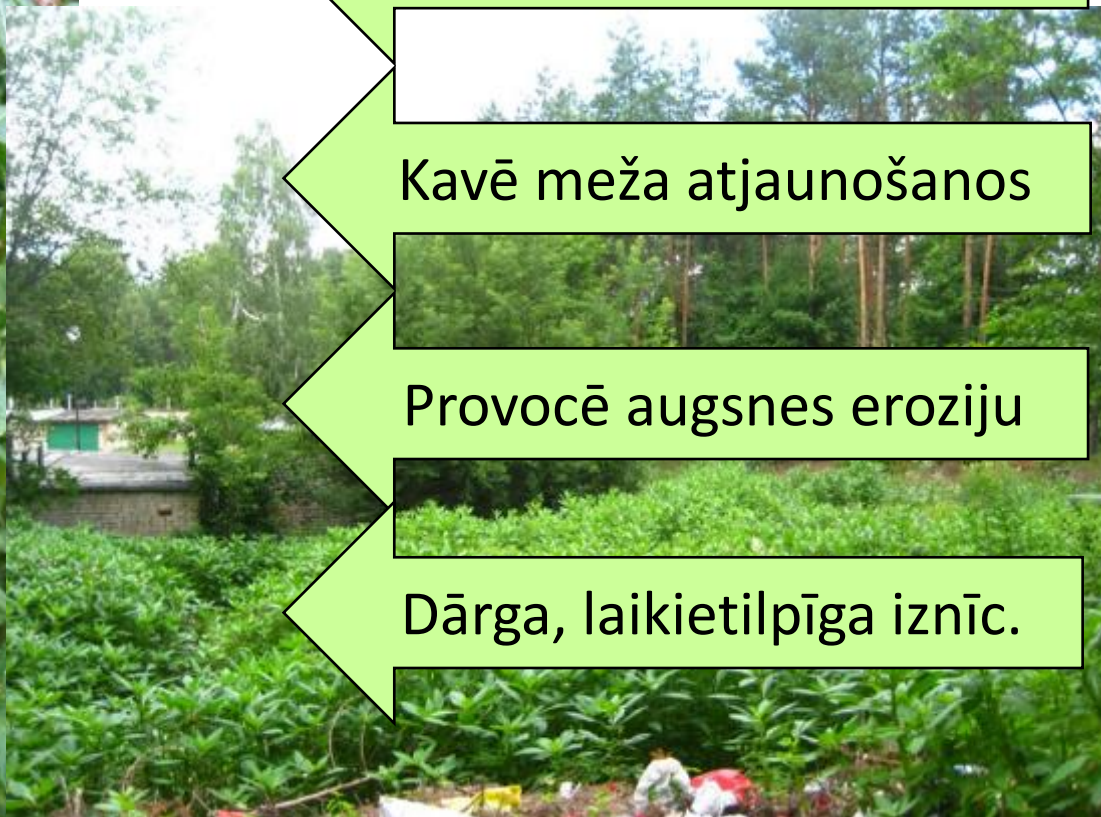 Kavē meža atjaunošanos
Provocē augsnes eroziju
Dārga, laikietilpīga iznīc.